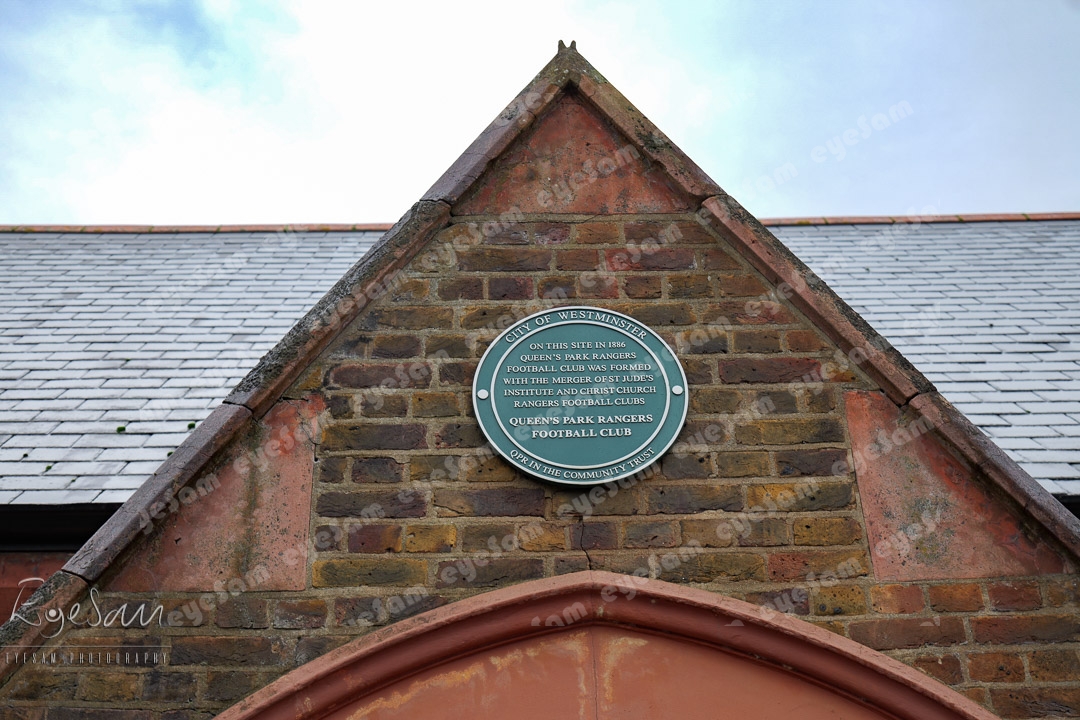 CITY OF WESTMINSTER
ON THIS SITE IN 1886
QUEEN'S PARK RANGERS
FOOTBALL CLUB WAS FORMED
WITH THE MERGER OF ST JUDE'S
INSTITUTE AND CHRIST CHURCH
RANGERS FOOTBALL CLUBS
QUEEN'S PARK RANGERS
FOOTBALL CLUB
QPR IN THE COMMUNITY TRUST
EyeSam
EYESAM PHOTOGRAPHY